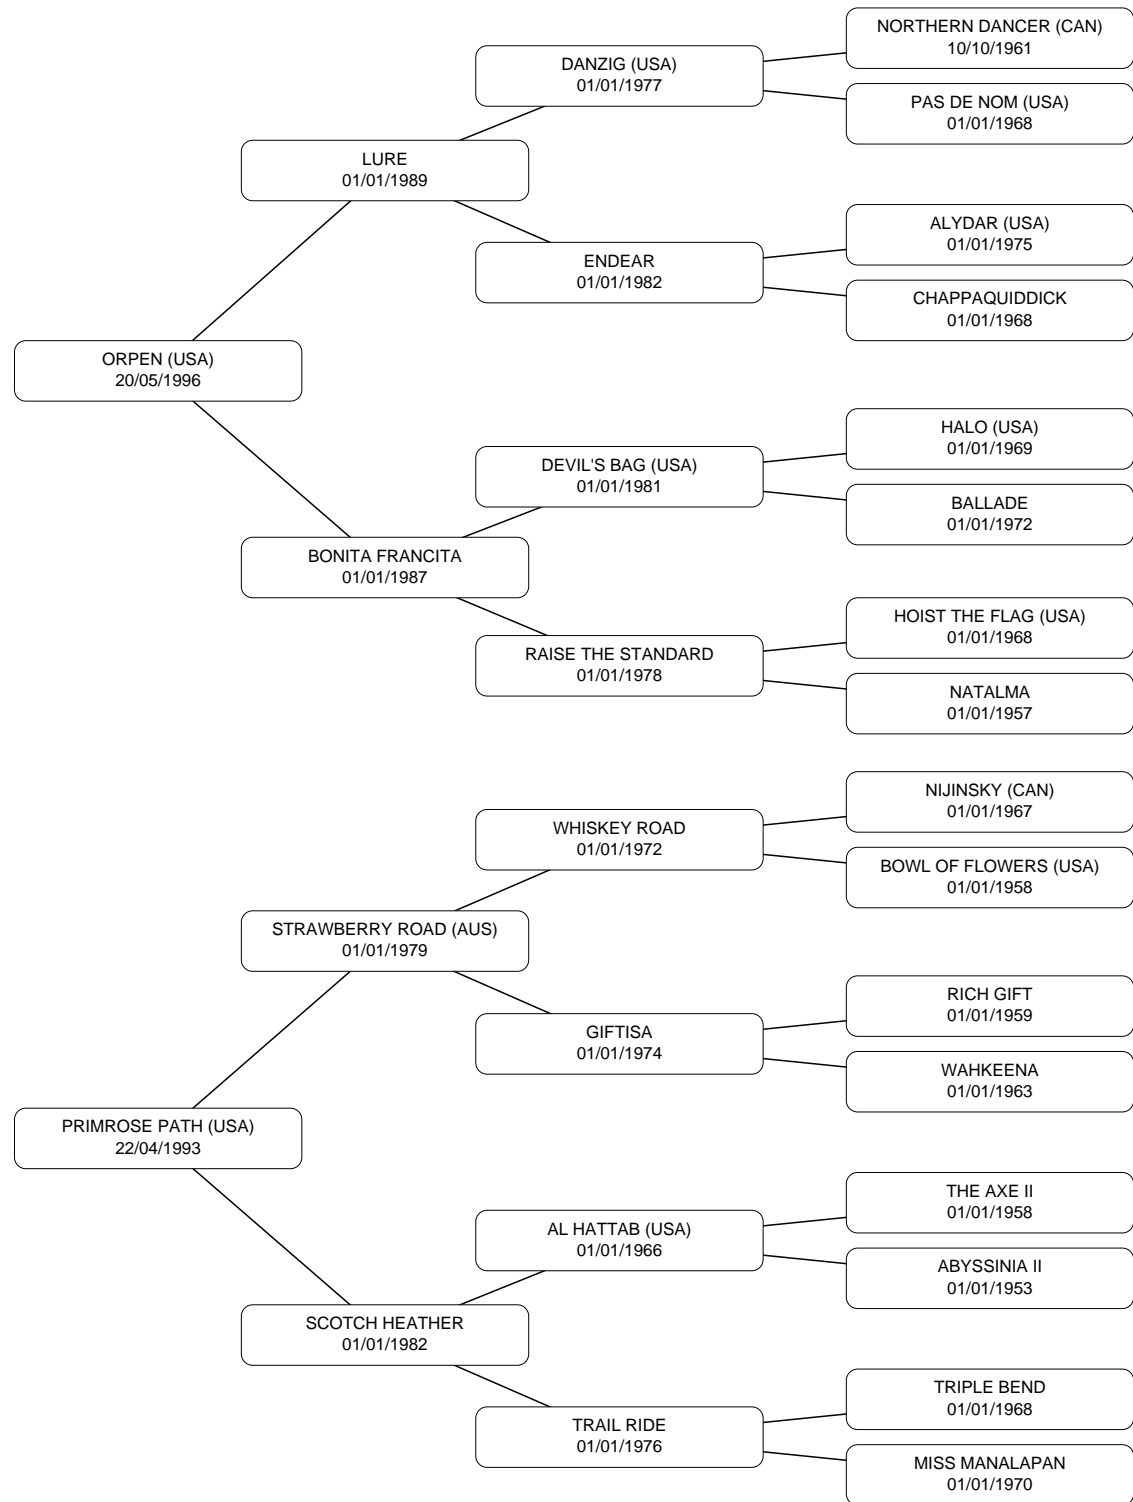 NORTHERN DANCER (CAN)
10/10/1961
DANZIG (USA)
01/01/1977
PAS DE NOM (USA)
01/01/1968
LURE
01/01/1989
ALYDAR (USA)
01/01/1975
ENDEAR
01/01/1982
CHAPPAQUIDDICK
01/01/1968
ORPEN (USA)
20/05/1996
HALO (USA)
01/01/1969
DEVIL'S BAG (USA)
01/01/1981
BALLADE
01/01/1972
BONITA FRANCITA
01/01/1987
HOIST THE FLAG (USA)
01/01/1968
RAISE THE STANDARD
01/01/1978
NATALMA
01/01/1957
NIJINSKY (CAN)
01/01/1967
WHISKEY ROAD
01/01/1972
BOWL OF FLOWERS (USA)
01/01/1958
STRAWBERRY ROAD (AUS)
01/01/1979
RICH GIFT
01/01/1959
GIFTISA
01/01/1974
WAHKEENA
01/01/1963
PRIMROSE PATH (USA)
22/04/1993
THE AXE II
01/01/1958
AL HATTAB (USA)
01/01/1966
ABYSSINIA II
01/01/1953
SCOTCH HEATHER
01/01/1982
TRIPLE BEND
01/01/1968
TRAIL RIDE
01/01/1976
MISS MANALAPAN
01/01/1970